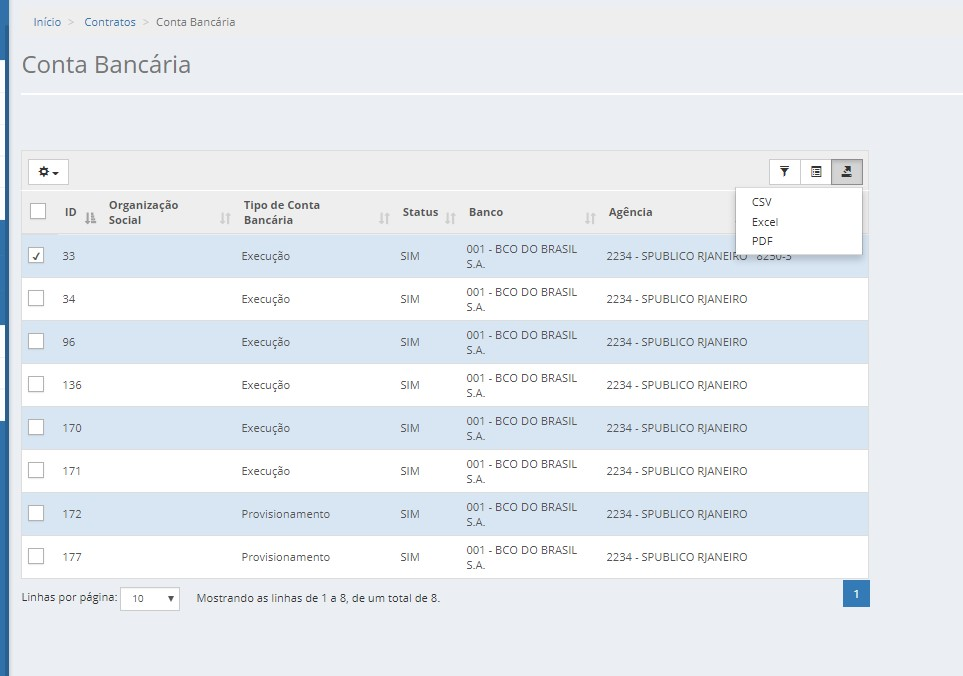 Início > Contratos > Conta Bancária
Conta Bancária
CSV
Excel
PDF
ID Organização Social Tipo de Conta Bancária Status Banco Agência
33 Execução SIM 001 - BCO DO BRASIL S.A. 2234 - SPUBLICO RJANEIRO 8250-3
34 Execução SIM 001 - BCO DO BRASIL S.A. 2234 - SPUBLICO RJANEIRO
96 Execução SIM 001 - BCO DO BRASIL S.A. 2234 - SPUBLICO RJANEIRO
136 Execução SIM 001 - BCO DO BRASIL S.A. 2234 - SPUBLICO RJANEIRO
170 Execução SIM 001 - BCO DO BRASIL S.A. 2234 - SPUBLICO RJANEIRO
171 Execução SIM 001 - BCO DO BRASIL S.A. 2234 - SPUBLICO RJANEIRO
172 Provisionamento SIM 001 - BCO DO BRASIL S.A. 2234 - SPUBLICO RJANEIRO
177 Provisionamento SIM 001 - BCO DO BRASIL S.A. 2234 - SPUBLICO RJANEIRO
Linhas por página: 10 Mostrando as linhas de 1 a 8, de um total de 8. 1